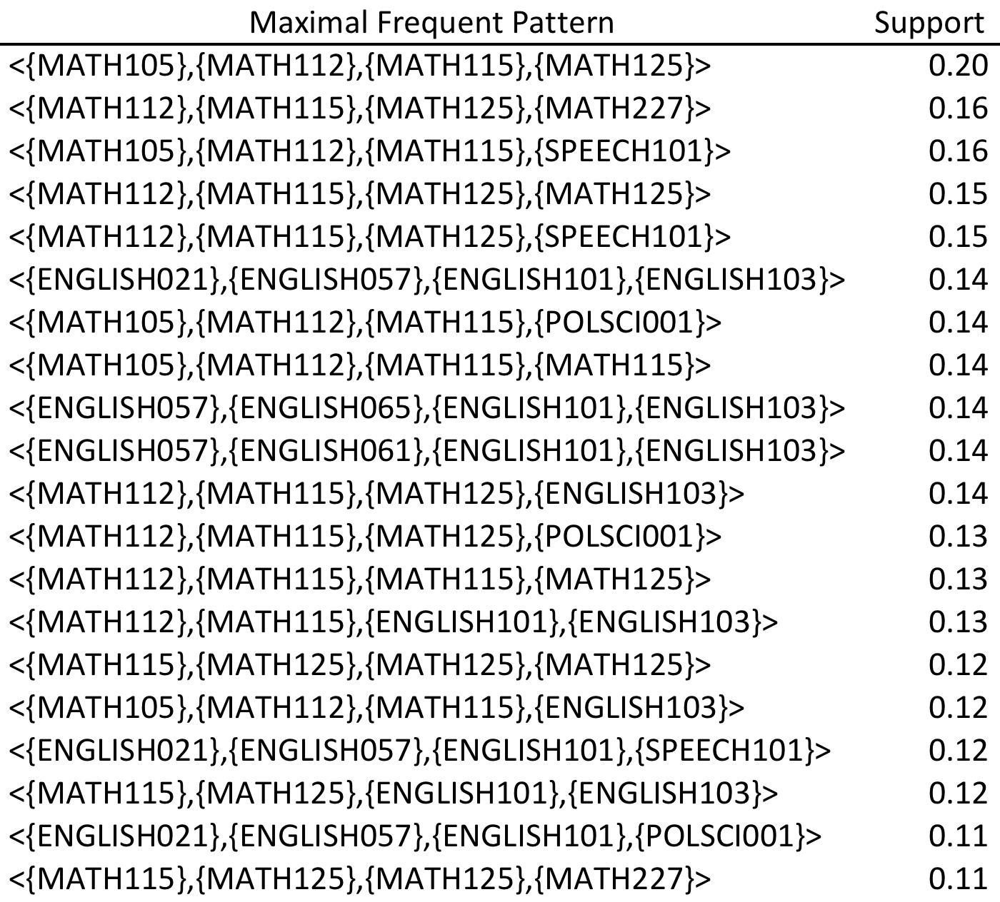 Maximal Frequent Pattern Support
<{MATH105},{MATH112},{MATH115},{MATH125}> 0.20
<{MATH112},{MATH115},{MATH125},{MATH227}> 0.16
<{MATH105},{MATH112},{MATH115},{SPEECH101}> 0.16
<{MATH112},{MATH115},{MATH125},{MATH125}> 0.15
<{MATH112},{MATH115},{MATH125},{SPEECH101}> 0.15
<{ENGLISH021},{ENGLISH057},{ENGLISH101},{ENGLISH103}> 0.14
<{MATH105},{MATH112},{MATH115},{POLSCI001}> 0.14
<{MATH105},{MATH112},{MATH115},{MATH115}> 0.14
<{ENGLISH057},{ENGLISH065},{ENGLISH101},{ENGLISH103}> 0.14
<{ENGLISH057},{ENGLISH061},{ENGLISH101},{ENGLISH103}> 0.14
<{MATH112},{MATH115},{MATH125},{ENGLISH103}> 0.14
<{MATH112},{MATH115},{MATH125},{POLSCI001}> 0.13
<{MATH112},{MATH115},{MATH115},{MATH125}> 0.13
<{MATH112},{MATH115},{ENGLISH101},{ENGLISH103}> 0.13
<{MATH115},{MATH125},{MATH125},{MATH125}> 0.12
<{MATH105},{MATH112},{MATH115},{ENGLISH103}> 0.12
<{ENGLISH021},{ENGLISH057},{ENGLISH101},{SPEECH101}> 0.12
<{MATH115},{MATH125},{ENGLISH101},{ENGLISH103}> 0.12
<{ENGLISH021},{ENGLISH057},{ENGLISH101},{POLSCI001}> 0.11
<{MATH115},{MATH125},{MATH125},{MATH227}> 0.11